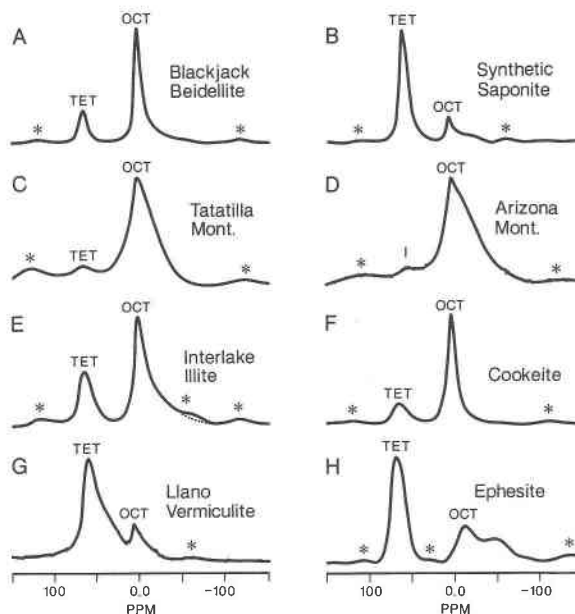 A
OCT
Blackjack
Beidellite
TET
*
*
B
TET
Synthetic
Saponite
OCT
*
*
C
OCT
Tatatilla
Mont.
TET
*
*
D
OCT
Arizona
Mont.
I
*
*
E
OCT
TET
Interlake
Illite
*
*
*
F
OCT
Cookeite
TET
*
*
G
TET
Llano
Vermiculite
OCT
*
H
TET
Ephesite
OCT
*
*
*
100 0.0 -100
PPM
100 0.0 -100
PPM